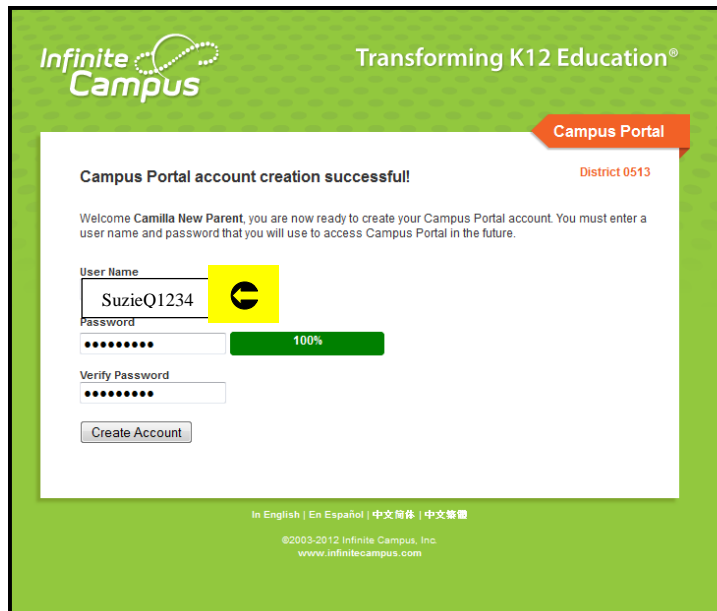 Infinite Campus
Transforming K12 Education®
Campus Portal
District 0513
Campus Portal account creation successful!
Welcome Camilla New Parent, you are now ready to create your Campus Portal account. You must enter a
user name and password that you will use to access Campus Portal in the future.
User Name
SuzieQ1234
Password
●●●●●●●●●
100%
Verify Password
●●●●●●●●●
Create Account
In English | En Español | 中文简体 | 中文繁體
©2003-2012 Infinite Campus, Inc.
www.infinitecampus.com